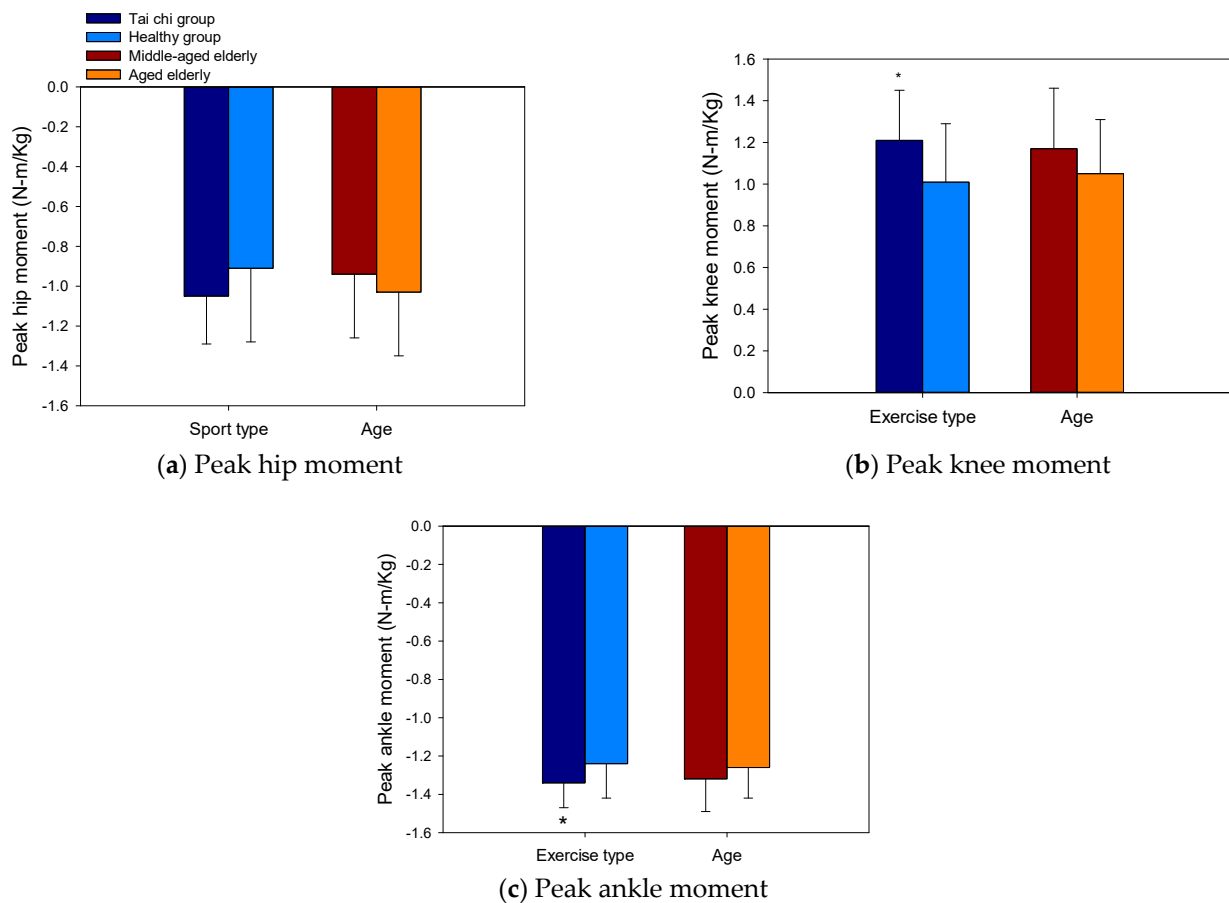 Tai chi group
Healthy group
Middle-aged elderly
Aged elderly
Peak hip moment (N-m/Kg)
0.0
-0.2
-0.4
-0.6
-0.8
-1.0
-1.2
-1.4
-1.6
Sport type Age
(a) Peak hip moment
Peak knee moment (N-m/Kg)
1.6
1.4
1.2
1.0
0.8
0.6
0.4
0.2
0.0
*
Exercise type Age
(b) Peak knee moment
Peak ankle moment (N-m/Kg)
0.0
-0.2
-0.4
-0.6
-0.8
-1.0
-1.2
-1.4
-1.6
*
Exercise type Age
(c) Peak ankle moment